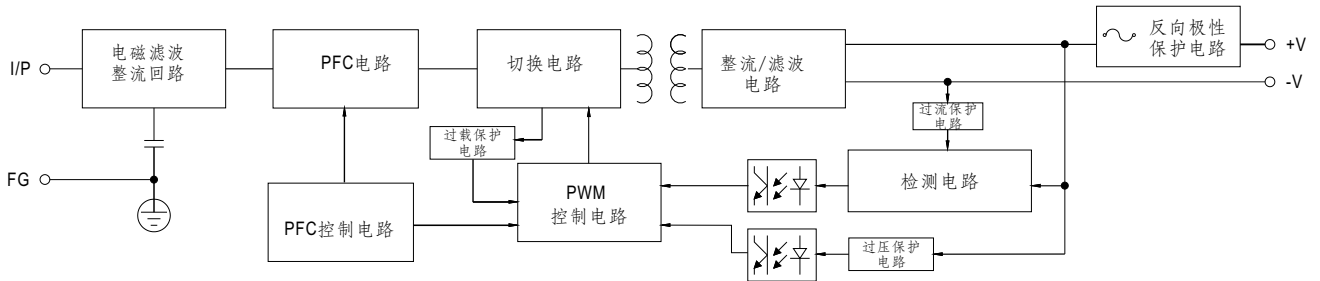 I/P
电磁滤波
整流回路
PFC电路
切换电路
整流/滤波
电路
反向极性
保护电路
+V
-V
过流保护
电路
过载保护
电路
FG
PFC控制电路
PWM
控制电路
检测电路
过压保护
电路